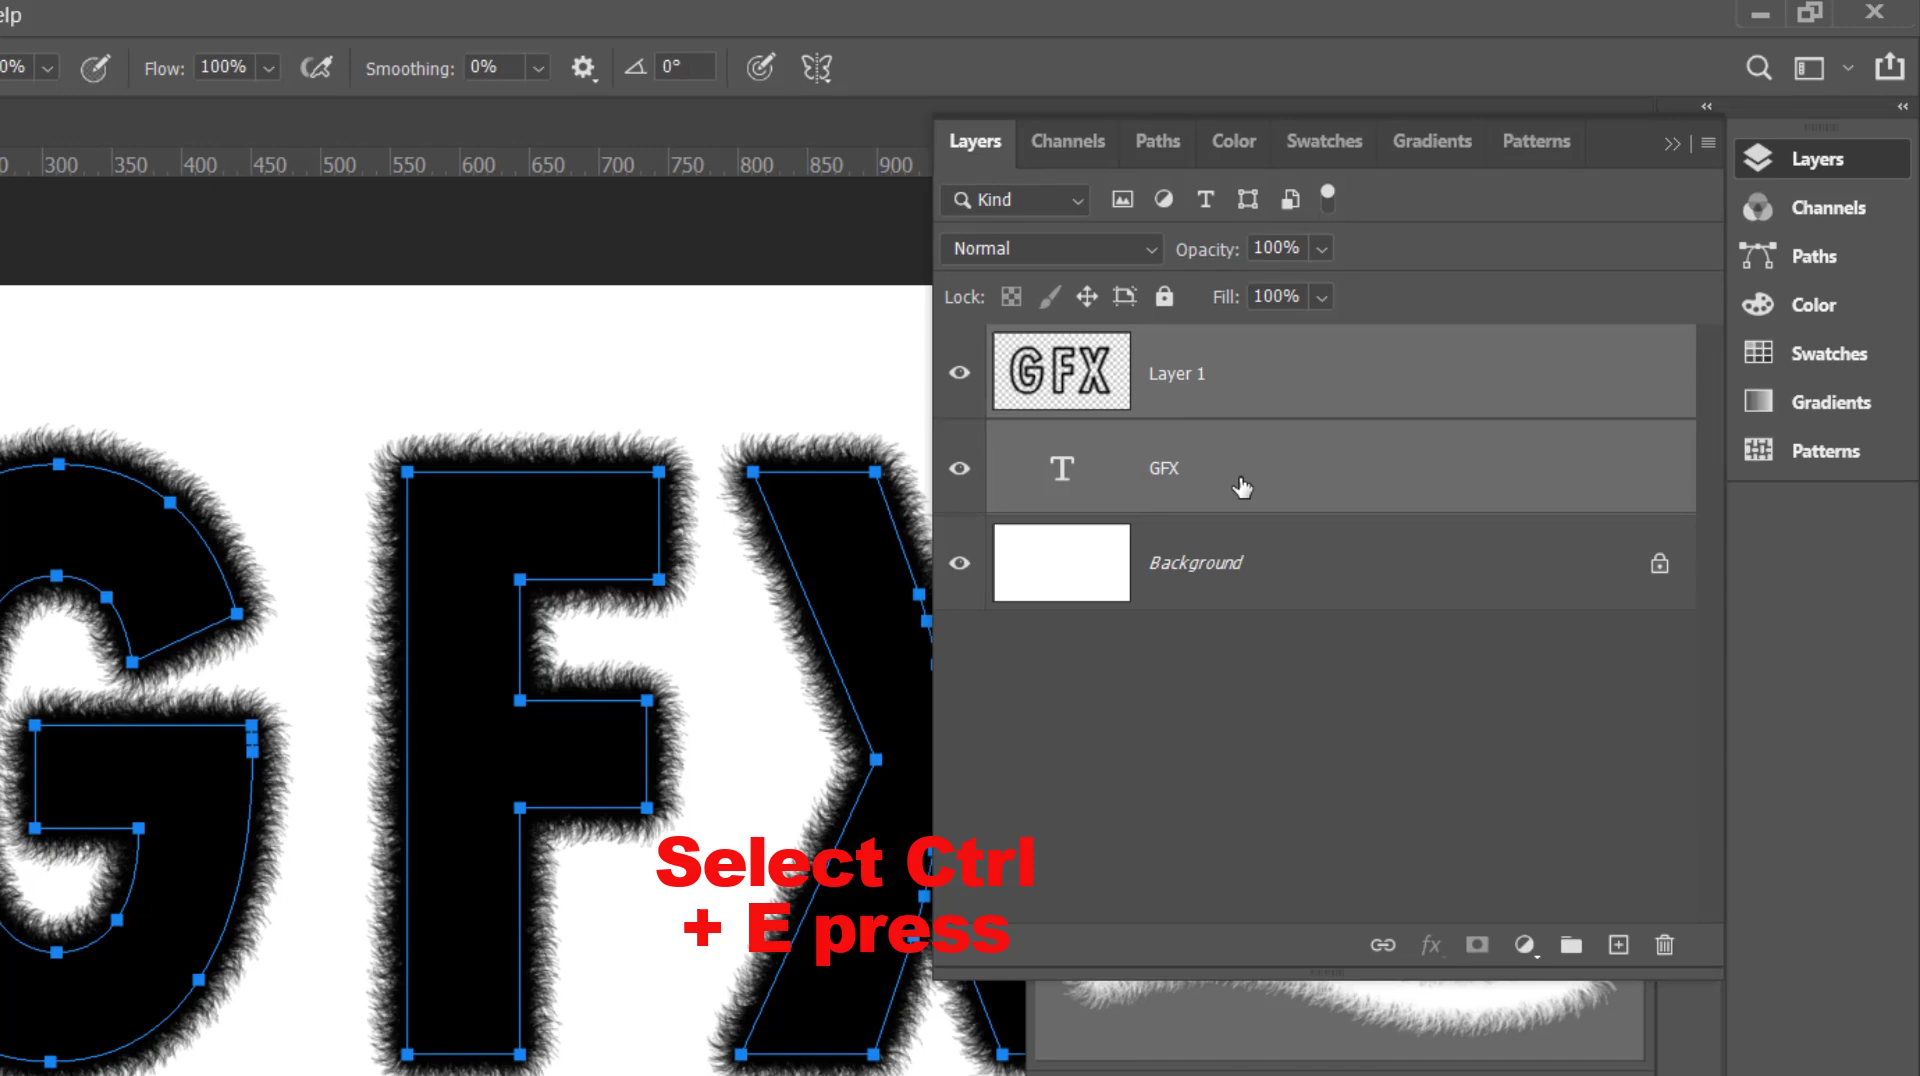 elp
0%
Flow: 100%
Smoothing: 0%
0°
300 350 400 450 500 550 600 650 700 750 800 850 900
Layers Channels Paths Color Swatches Gradients Patterns
Kind
Normal
Opacity: 100%
Lock:
Fill: 100%
GFX
Layer 1
T
GFX
Background
fx
Layers
Channels
Paths
Color
Swatches
Gradients
Patterns
GFX
Select Ctrl
+ E press